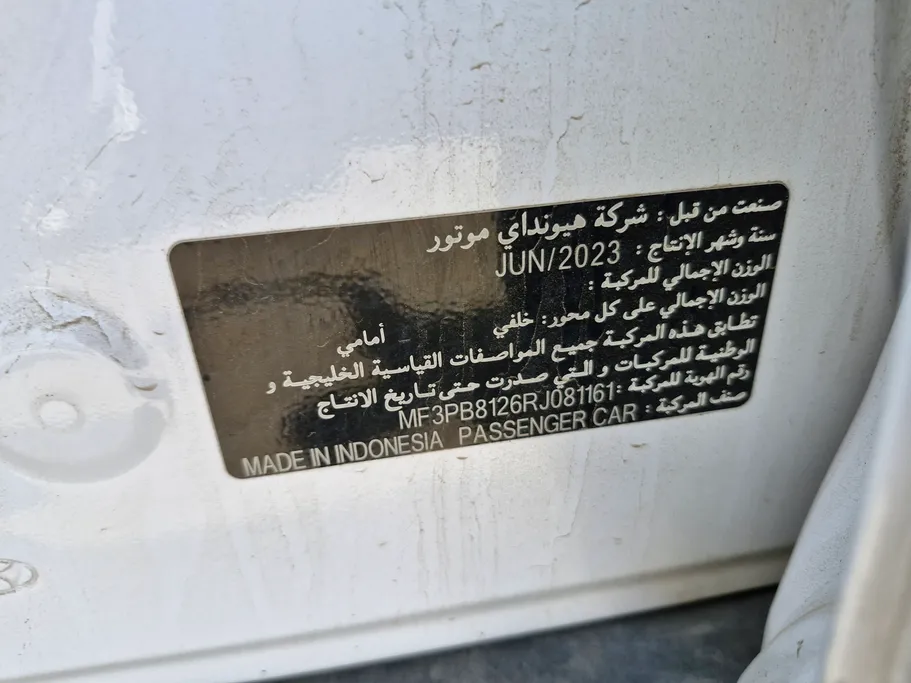 صنعت من قبل : شركة هيونداي موتور
سنة وشهر الإنتاج : JUN/2023
الوزن الإجمالي للمركبة :
الوزن الإجمالي على كل محور: خلفي أمامي
تطابق هذه المركبة جميع المواصفات القياسية الخليجية و
الوطنية للمركبات و التي صدرت حتى تاريخ الانتاج
رقم الهوية للمركبة :MF3PB8126RJ081161
صنف المركبة : PASSENGER CAR MADE IN INDONESIA